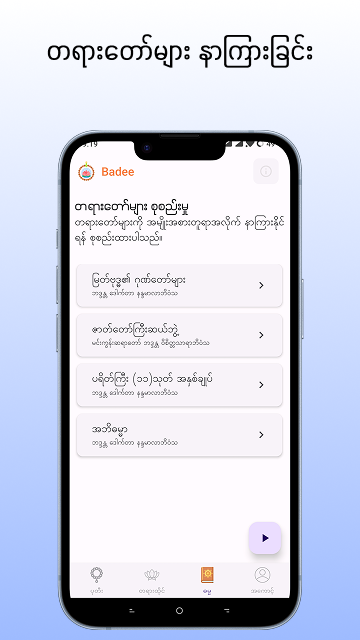 တရားတော်များ နာကြားခြင်း
Badee
တရားတော်များ စုစည်းမှု
တရားတော်များကို အမျိုးအစားတူရာအလိုက် နာကြားနိုင်
ရန် စုစည်းထားပါသည်။
မြတ်ဗုဒ္ဓ၏ ဂုဏ်တော်များ
ဘဒ္ဒန္တ ဒေါက်တာ နန္ဒမာလာဘိဝံသ
ဇာတ်တော်ကြီးဆယ်ဘွဲ့
မင်းကွန်းဆရာတော် ဘဒ္ဒန္တ ဝိစိတ္တသာရာဘိဝံသ
ပရိတ်ကြီး (၁၁)သုတ် အနှစ်ချုပ်
ဘဒ္ဒန္တ ဒေါက်တာ နန္ဒမာလာဘိဝံသ
အဘိဓမ္မာ
ဘဒ္ဒန္တ ဒေါက်တာ နန္ဒမာလာဘိဝံသ
ပုတီး တရားထိုင် ဓမ္မ အကောင့်